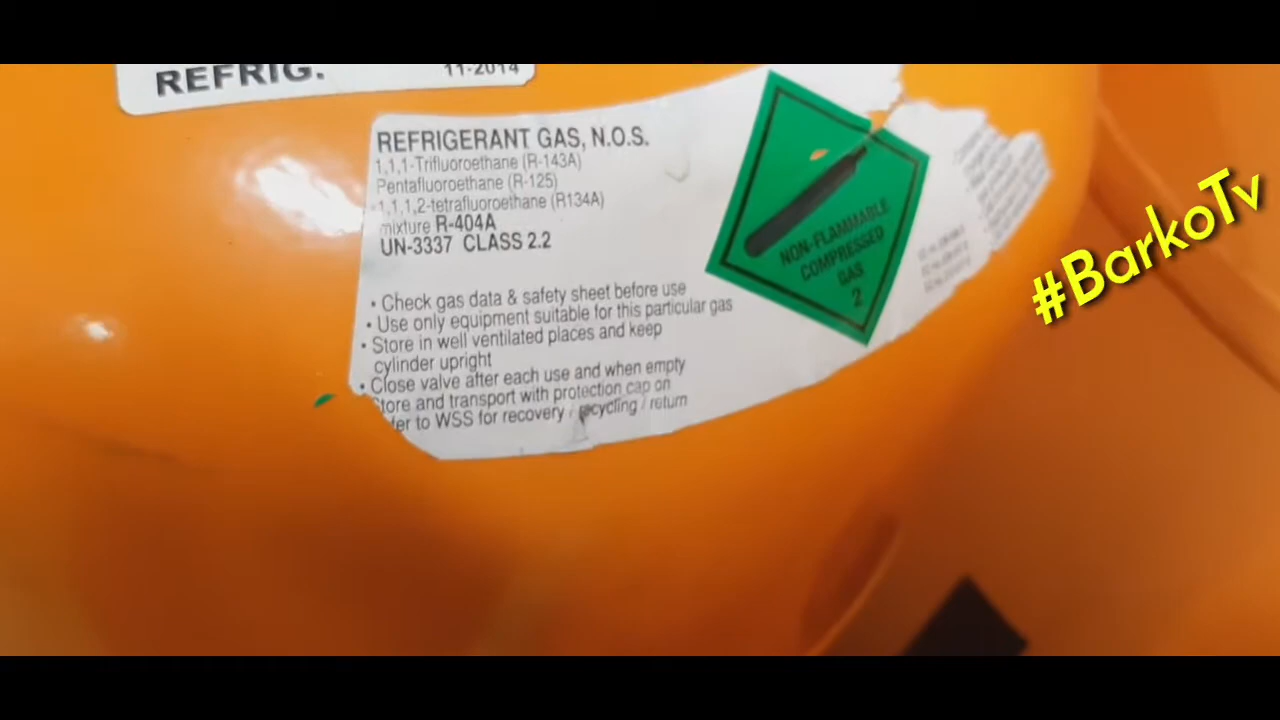 REFRIG.
11-2014
REFRIGERANT GAS, N.O.S.
1,1,1-Trifluoroethane (R-143A)
Pentafluoroethane (R-125)
1,1,1,2-tetrafluoroethane (R134A)
mixture R-404A
UN-3337 CLASS 2.2
• Check gas data & safety sheet before use
• Use only equipment suitable for this particular gas
• Store in well ventilated places and keep
cylinder upright
• Close valve after each use and when empty
tore and transport with protection cap on
fer to WSS for recovery / recycling / return
NON-FLAMMABLE
COMPRESSED
GAS
2
#BarkoTv